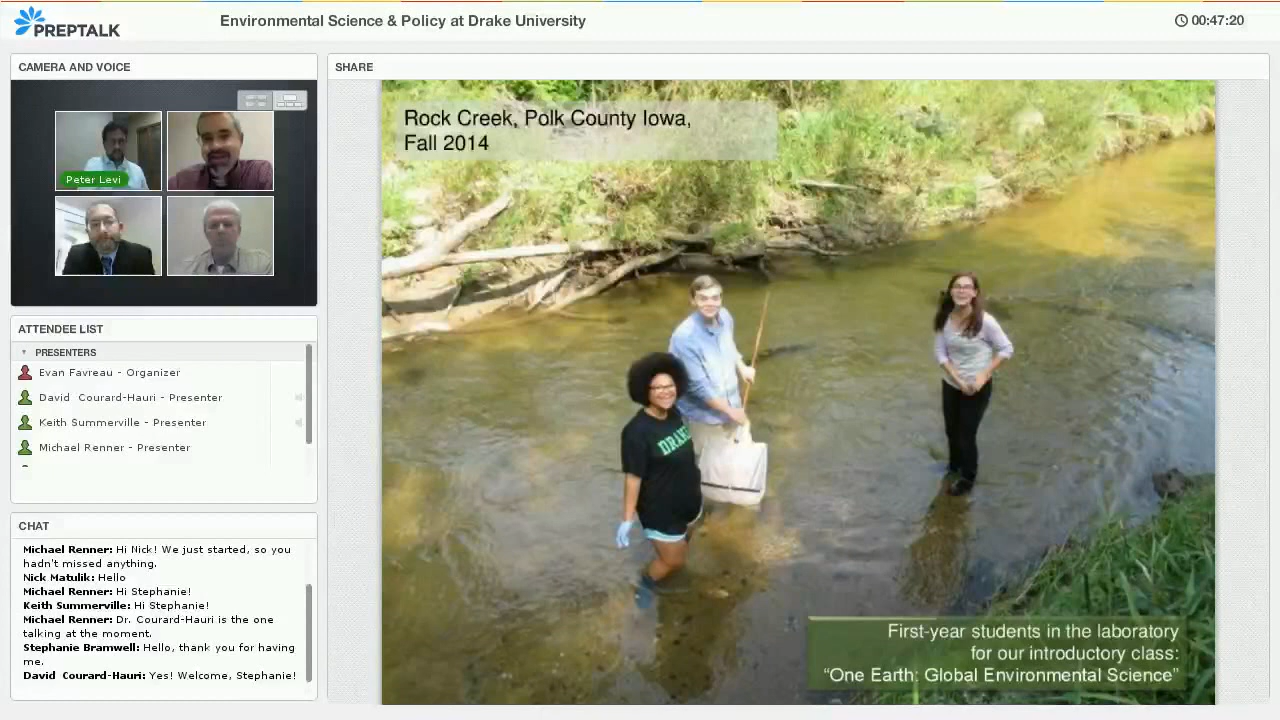 PREPTALK
Environmental Science & Policy at Drake University
00:47:20
CAMERA AND VOICE
Peter Levi
ATTENDEE LIST
PRESENTERS
Evan Favreau - Organizer
David Courard-Hauri - Presenter
Keith Summerville - Presenter
Michael Renner - Presenter
CHAT
Michael Renner: Hi Nick! We just started, so you
hadn't missed anything.
Nick Matulik: Hello
Michael Renner: Hi Stephanie!
Keith Summerville: Hi Stephanie!
Michael Renner: Dr. Courard-Hauri is the one
talking at the moment.
Stephanie Bramwell: Hello, thank you for having
me.
David Courard-Hauri: Yes! Welcome, Stephanie!
SHARE
Rock Creek, Polk County Iowa,
Fall 2014
DRAKE
First-year students in the laboratory
for our introductory class:
“One Earth: Global Environmental Science”